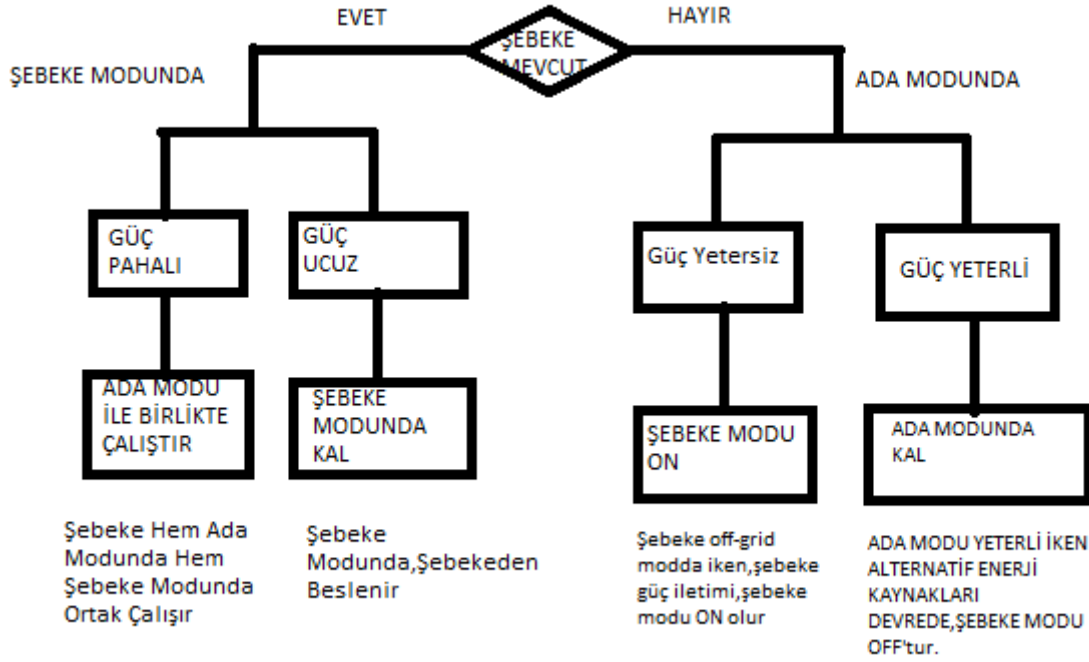 EVET
HAYIR
ŞEBEKE
MEVCUT
ŞEBEKE MODUNDA
ADA MODUNDA
GÜÇ
PAHALI
GÜÇ
UCUZ
Güç Yetersiz
GÜÇ YETERLİ
ADA MODU
İLE BİRLİKTE
ÇALIŞTIR
ŞEBEKE
MODUNDA
KAL
ŞEBEKE MODU
ON
ADA MODUNDA
KAL
Şebeke Hem Ada
Modunda Hem
Şebeke Modunda
Ortak Çalışır
Şebeke
Modunda,Şebekeden
Beslenir
Şebeke off-grid
modda iken,şebeke
güç iletimi,şebeke
modu ON olur
ADA MODU YETERLİ İKEN
ALTERNATİF ENERJİ
KAYNAKLARI
DEVREDE,ŞEBEKE MODU
OFF'tur.